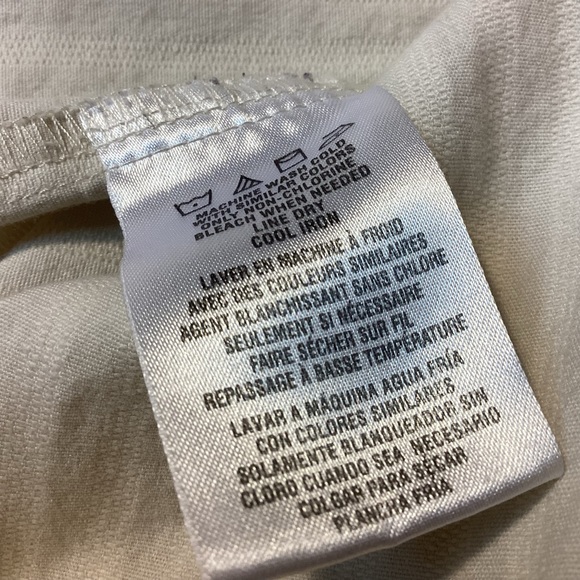 MACHINE WASH COLD
WITH SIMILAR COLORS
ONLY NON-CHLORINE
BLEACH WHEN NEEDED
LINE DRY
COOL IRON
LAVER EN MACHINE À FROID
AVEC DES COULEURS SIMILAIRES
AGENT BLANCHISSANT SANS CHLORE
SEULEMENT SI NÉCESSAIRE
FAIRE SÉCHER SUR FIL
REPASSAGE À BASSE TEMPÉRATURE
LAVAR A MÁQUINA AGUA FRÍA
CON COLORES SIMILARES
SOLAMENTE BLANQUEADOR SIN
CLORO CUANDO SEA NECESARIO
COLGAR PARA SECAR
PLANCHA FRÍA